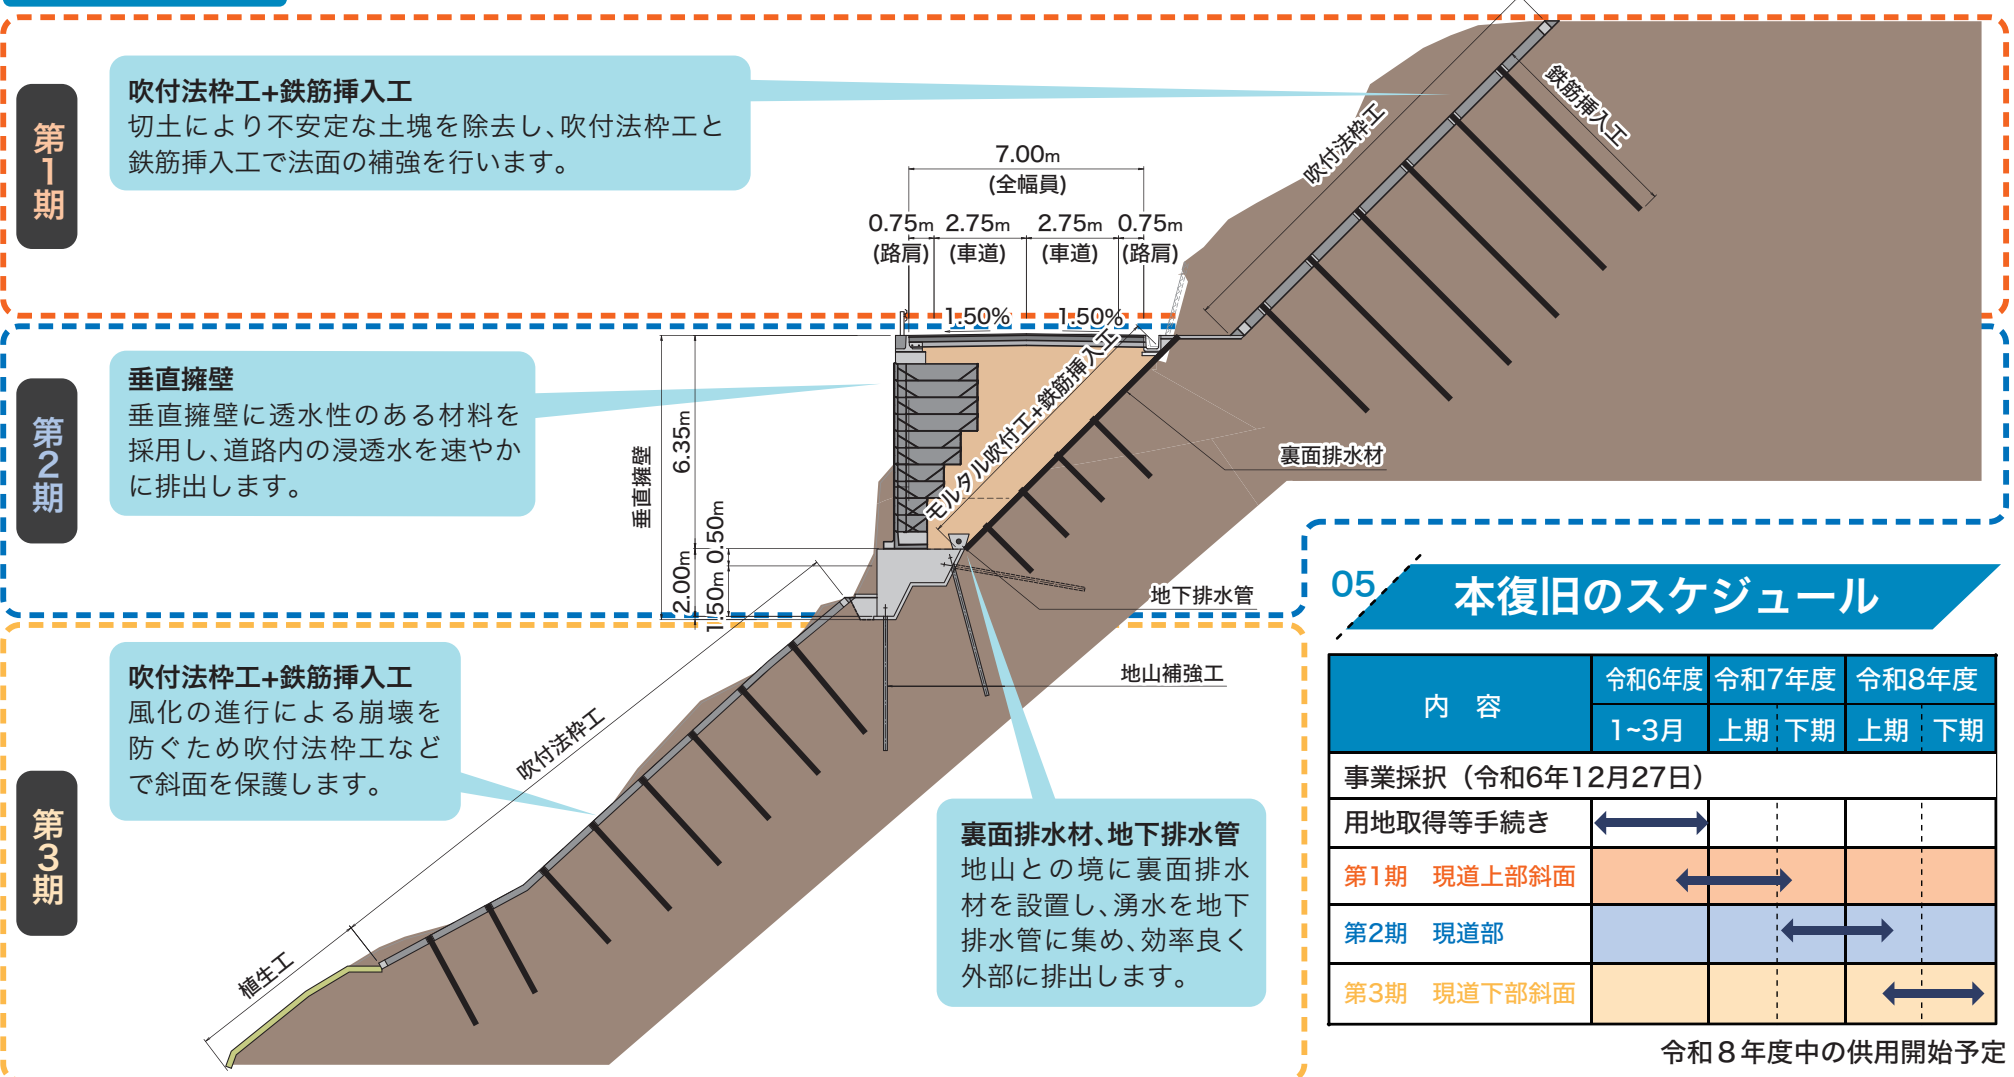 第1期
吹付法枠工+鉄筋挿入工
切土により不安定な土塊を除去し、吹付法枠工と
鉄筋挿入工で法面の補強を行います。
7.00m
(全幅員)
0.75m 2.75m 2.75m 0.75m
(路肩) (車道) (車道) (路肩)
1.50% 1.50%
吹付法枠工
鉄筋挿入工
第2期
垂直擁壁
垂直擁壁に透水性のある材料を
採用し、道路内の浸透水を速やか
に排出します。
垂直擁壁
6.35m
2.00m
0.50m
1.50m
モルタル吹付工+鉄筋挿入工
裏面排水材
地下排水管
地山補強工
第3期
吹付法枠工+鉄筋挿入工
風化の進行による崩壊を
防ぐため吹付法枠工など
で斜面を保護します。
吹付法枠工
植生工
裏面排水材、地下排水管
地山との境に裏面排水
材を設置し、湧水を地下
排水管に集め、効率良く
外部に排出します。
05 本復旧のスケジュール
内 容 令和6年度 令和7年度 令和8年度
1~3月 上期 下期 上期 下期
事業採択（令和6年12月27日）
用地取得等手続き
第1期 現道上部斜面
第2期 現道部
第3期 現道下部斜面
令和８年度中の供用開始予定